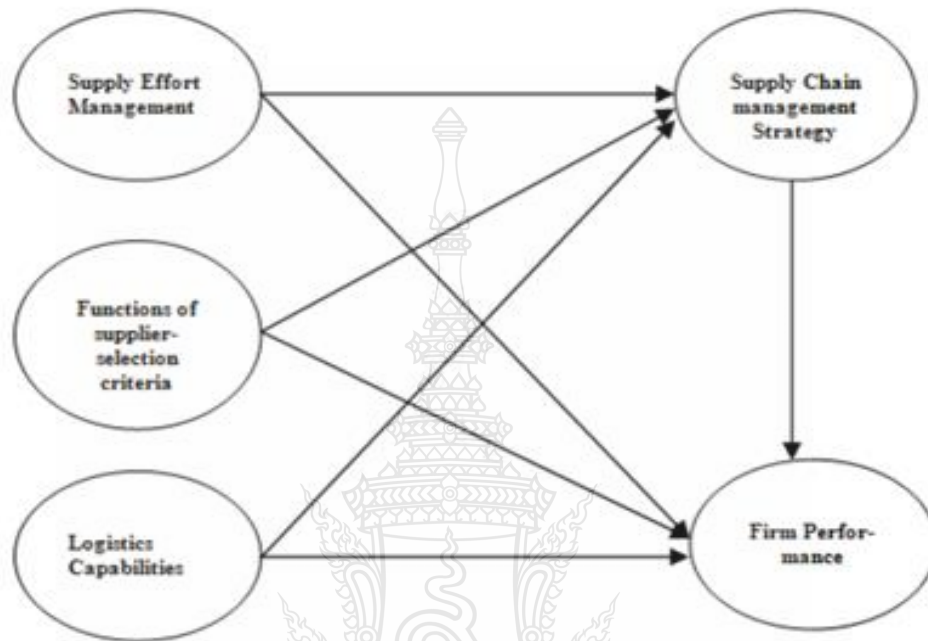 Supply Effort
Management
Supply Chain
management
Strategy
Functions of
supplier-
selection
criteria
Logistics
Capabilities
Firm Perfor-
mance